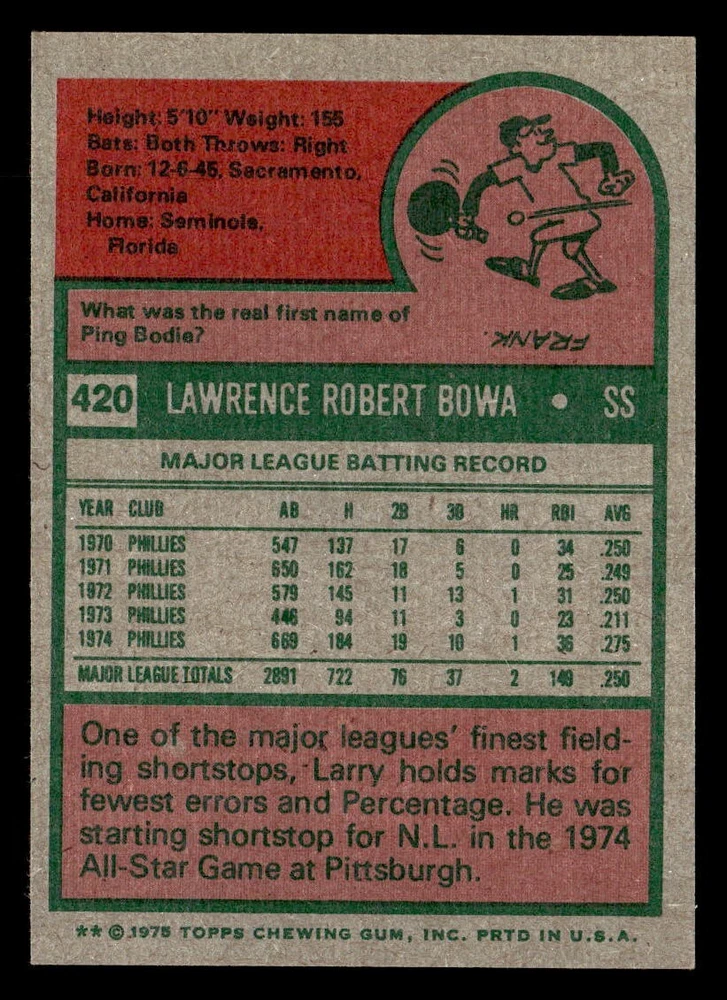 Height: 5'10" Weight: 155
Bats: Both Throws: Right
Born: 12-6-45, Sacramento,
California
Home: Seminole,
Florida
What was the real first name of
Ping Bodie?
FRANK.
420 LAWRENCE ROBERT BOWA • SS
MAJOR LEAGUE BATTING RECORD
YEAR CLUB AB H 2B 3B HR RBI AVG
1970 PHILLIES 547 137 17 6 0 34 .250
1971 PHILLIES 650 162 18 5 0 25 .249
1972 PHILLIES 579 145 11 13 1 31 .250
1973 PHILLIES 446 94 11 3 0 23 .211
1974 PHILLIES 669 184 19 10 1 36 .275
MAJOR LEAGUE TOTALS 2891 722 76 37 2 149 .250
One of the major leagues' finest field-
ing shortstops, Larry holds marks for
fewest errors and Percentage. He was
starting shortstop for N.L. in the 1974
All-Star Game at Pittsburgh.
** © 1975 TOPPS CHEWING GUM, INC. PRTD IN U.S.A.